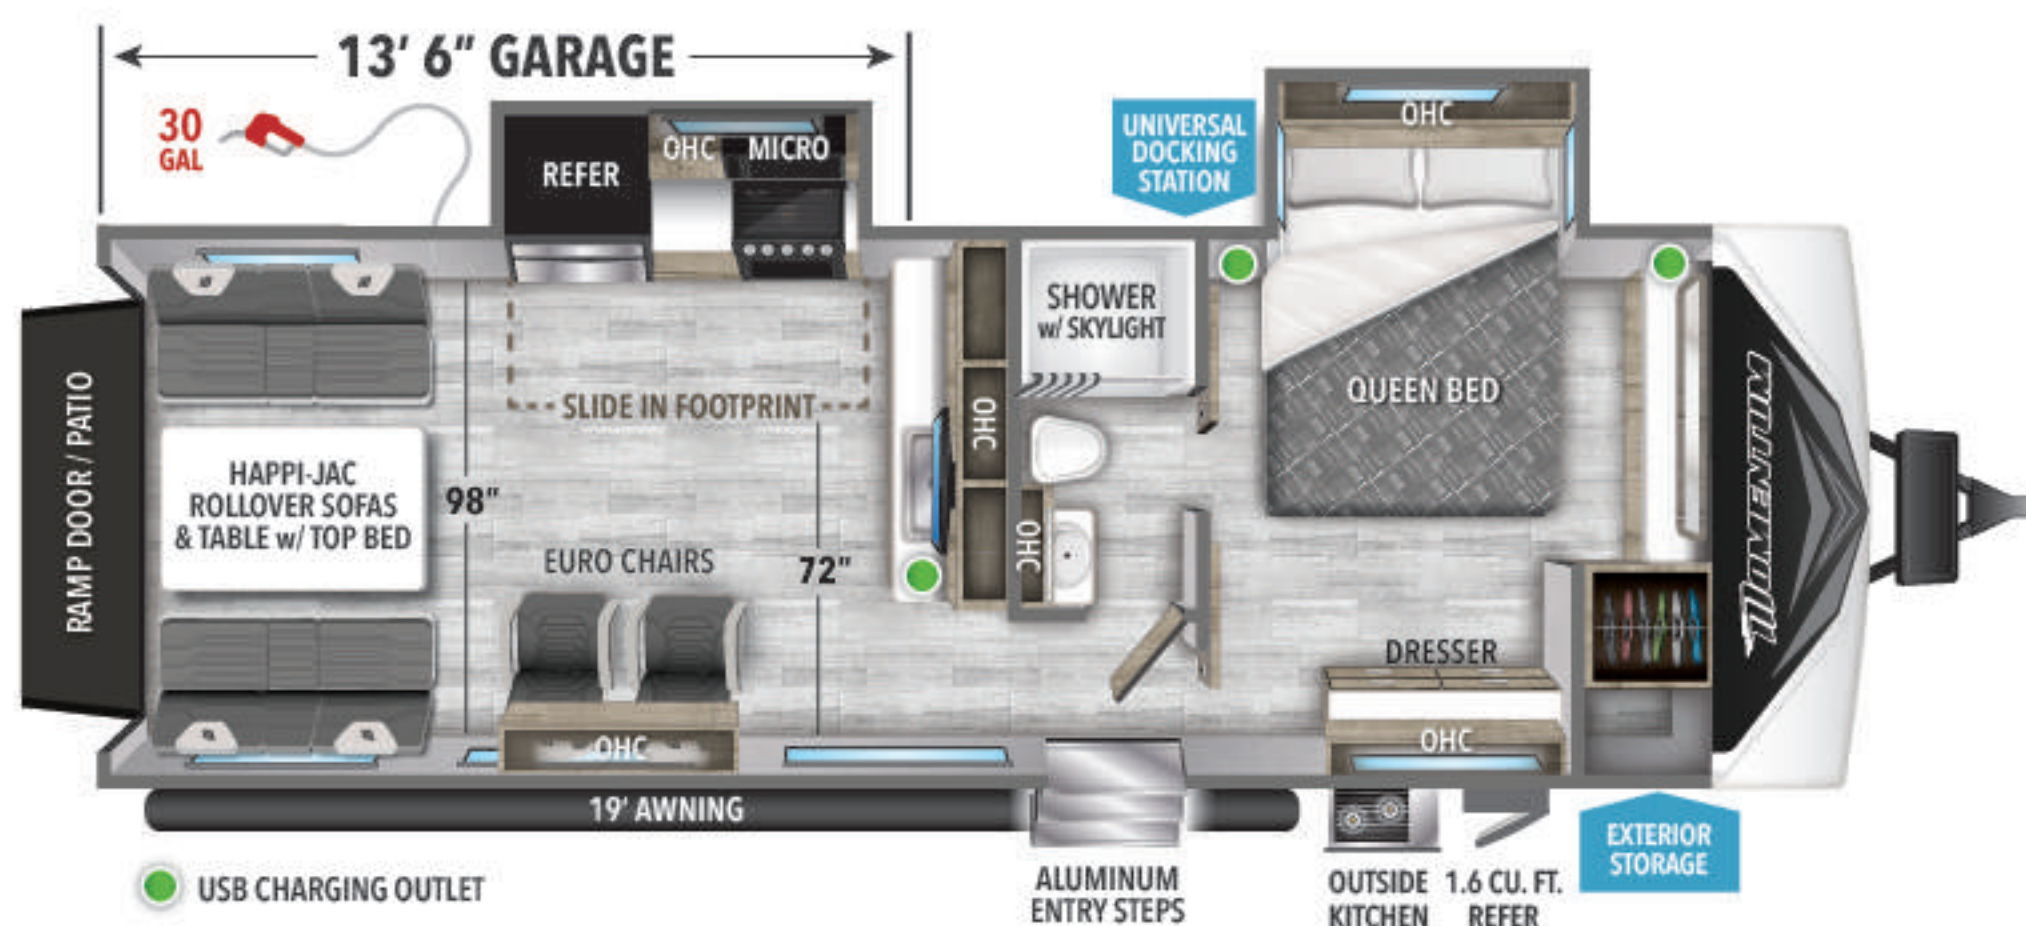 13' 6" GARAGE
30
GAL
REFER
OHC
MICRO
UNIVERSAL
DOCKING
STATION
OHC
SHOWER
w/ SKYLIGHT
QUEEN BED
SLIDE IN FOOTPRINT
OHC
RAMP DOOR / PATIO
HAPPI-JAC
ROLLOVER SOFAS
& TABLE w/ TOP BED
98"
EURO CHAIRS
72"
OHC
MOMENTUM
DRESSER
OHC
OHC
19' AWNING
EXTERIOR
STORAGE
USB CHARGING OUTLET
ALUMINUM
ENTRY STEPS
OUTSIDE
KITCHEN
1.6 CU. FT.
REFER